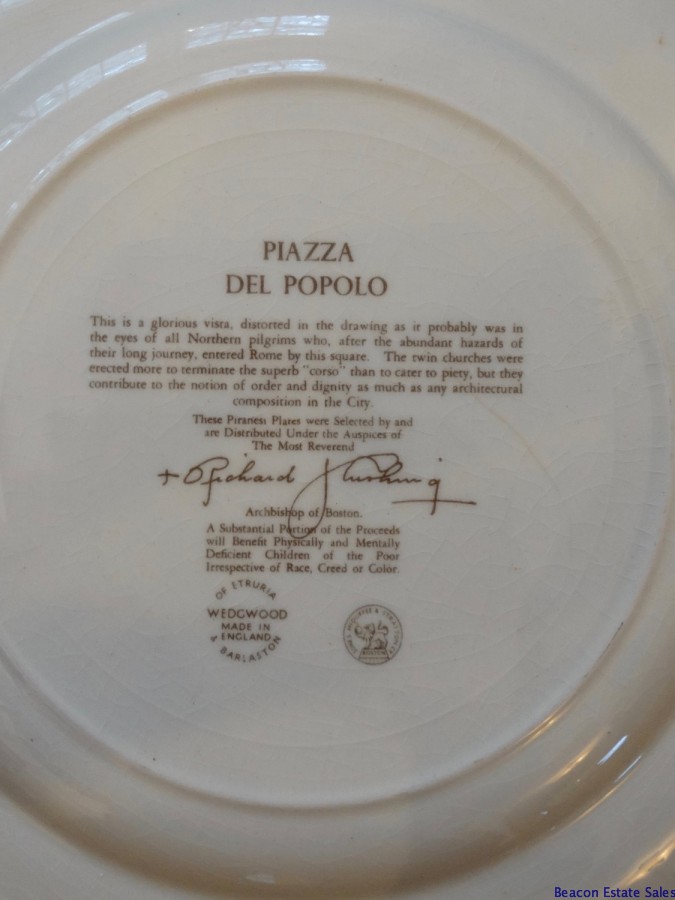 PIAZZA
DEL POPOLO
This is a glorious vista, distorted in the drawing as it probably was in
the eyes of all Northern pilgrims who, after the abundant hazards of
their long journey, entered Rome by this square. The twin churches were
erected more to terminate the superb "corso" than to cater to piety, but they
contribute to the notion of order and dignity as much as any architectural
composition in the City.
These Piranesi Plates were Selected by and
are Distributed Under the Auspices of
The Most Reverend
+ Richard J Cushing
Archbishop of Boston.
A Substantial Portion of the Proceeds
will Benefit Physically and Mentally
Deficient Children of the Poor
Irrespective of Race, Creed or Color.
OF ETRURIA
WEDGWOOD
MADE IN
ENGLAND
& BARLASTON
BOSTON
Beacon Estate Sales